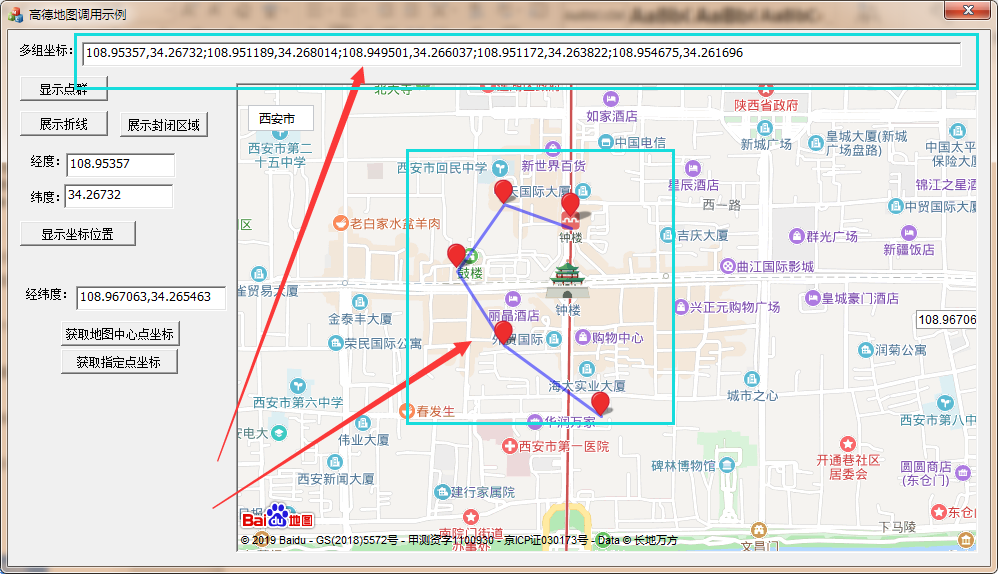 高德地图调用示例
多组坐标:
108.95357,34.26732;108.951189,34.268014;108.949501,34.266037;108.951172,34.263822;108.954675,34.261696
显示点群
展示折线
展示封闭区域
经度:
108.95357
纬度:
34.26732
显示坐标位置
经纬度:
108.967063,34.265463
获取地图中心点坐标
获取指定点坐标
西安市
陕西省政府
如家酒店
西安市第二
十五中学
中国电信
新城广场
皇城大厦(新城
广场盘路)
中国太平
保险大厦
西安市回民中学
新世界百货
星辰酒店
锦江之星酒
天国际大厦
西一路
中贸国际大厦
老白家水盆羊肉
区
钟楼
吉庆大厦
群光广场
新疆饭店
鼓楼
曲江国际影城
雀贸易大厦
钟楼
皇城豪门酒店
金泰丰大厦
丽晶酒店
兴正元购物广场
108.96706
荣民国际公寓
外贸国际
购物中心
润菊公寓
海大实业大厦
城市之心
西安市第六中学
春发生
华润万家
西安市第八中
安电大
伟业大厦
西安市第一医院
碑林博物馆
开通巷社区
居委会
圆圆商店
(东仓门)
西安新闻大厦
建行家属院
东仓
Bai du 地图
南院门街道
办事处
下马陵
文昌门
© 2019 Baidu - GS(2018)5572号 - 甲测资字1100930 - 京ICP证030173号 - Data © 长地万方